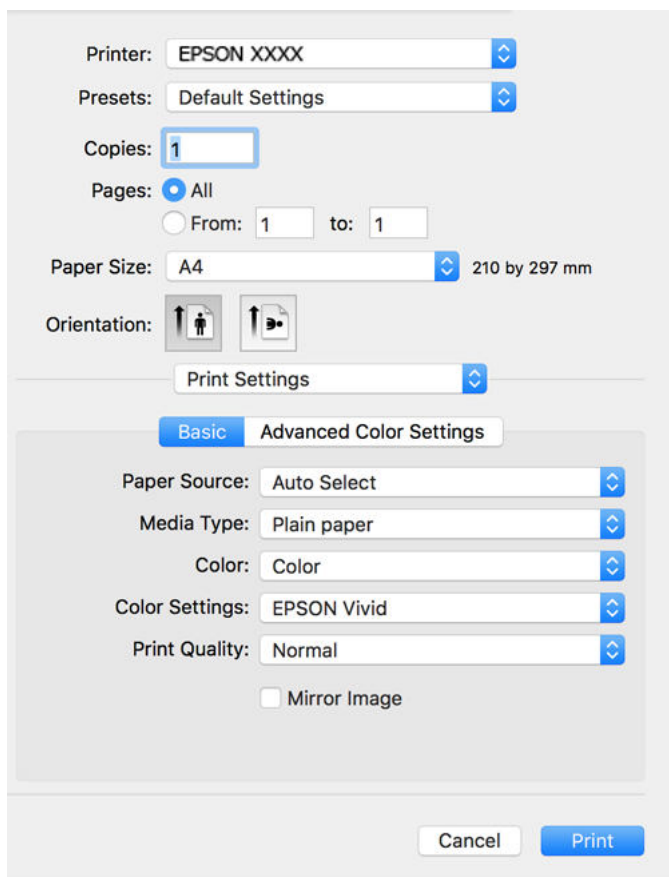 Printer: EPSON XXXX
Presets: Default Settings
Copies: 1
Pages: All
From: 1 to: 1
Paper Size: A4 210 by 297 mm
Orientation:
Print Settings
Basic Advanced Color Settings
Paper Source: Auto Select
Media Type: Plain paper
Color: Color
Color Settings: EPSON Vivid
Print Quality: Normal
Mirror Image
Cancel Print